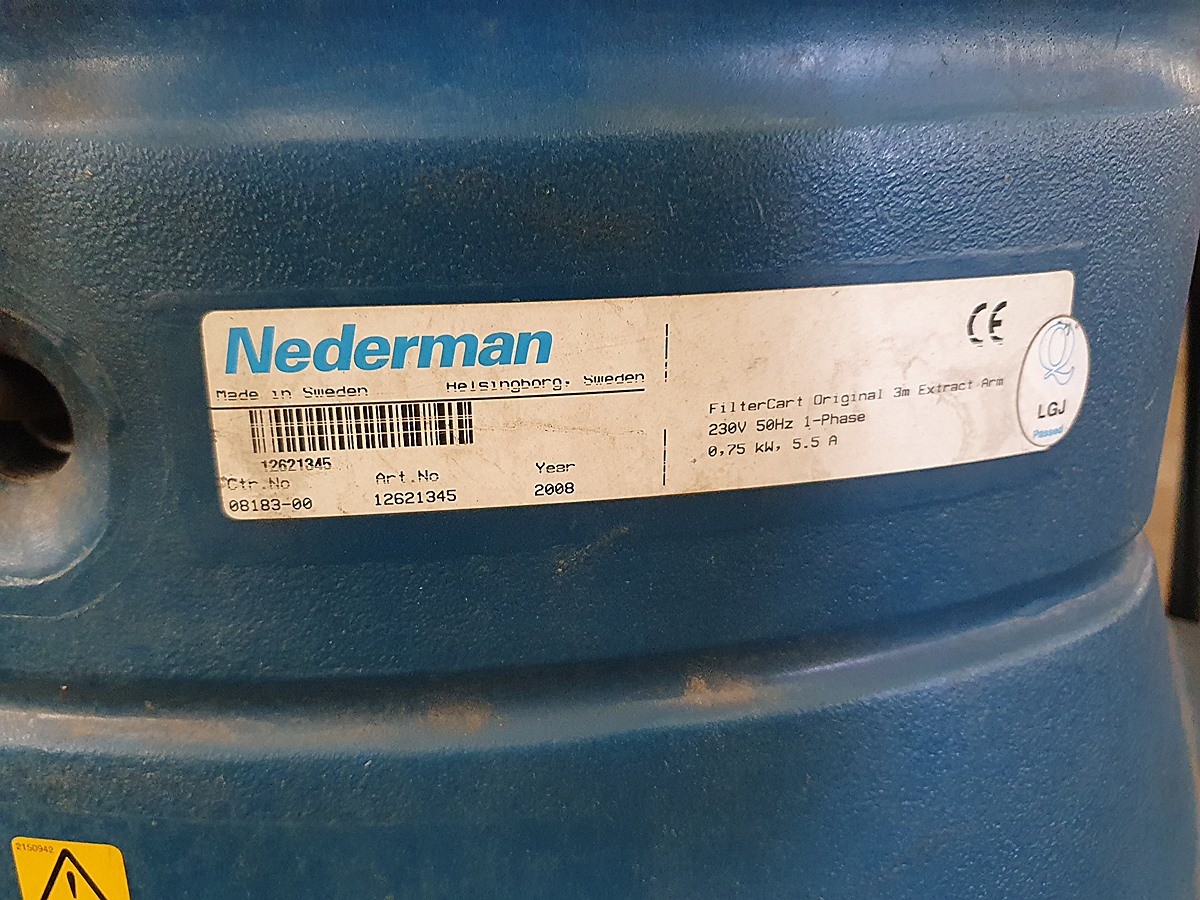 Nederman
Made in Sweden Helsingborg, Sweden
12621345
Ctr.No Art.No Year
08183-00 12621345 2008
CE
FilterCart Original 3m Extract Arm
230V 50Hz 1-Phase
0,75 kW, 5.5 A
Q
LGJ
Passed
2150942